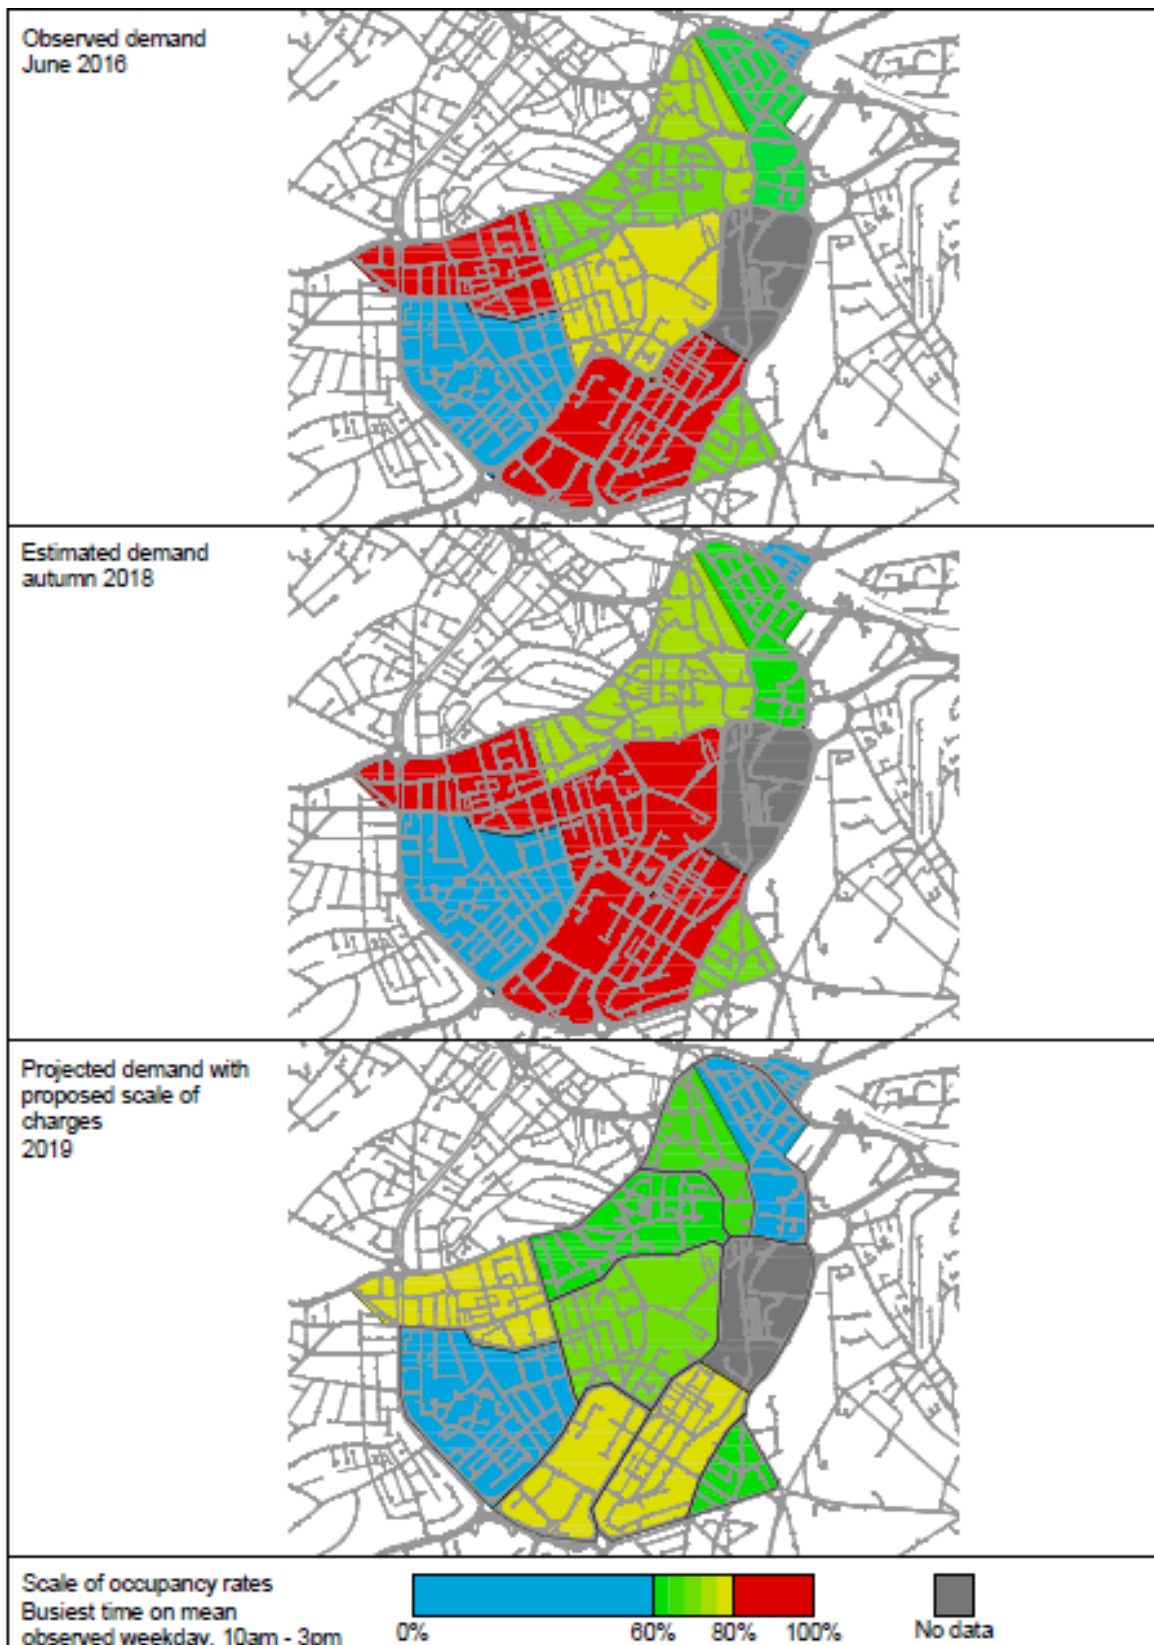 Observed demand
June 2016
Estimated demand
autumn 2018
Projected demand with
proposed scale of
charges
2019
Scale of occupancy rates
Busiest time on mean
observed weekday, 10am - 3pm
0% 60% 80% 100% No data